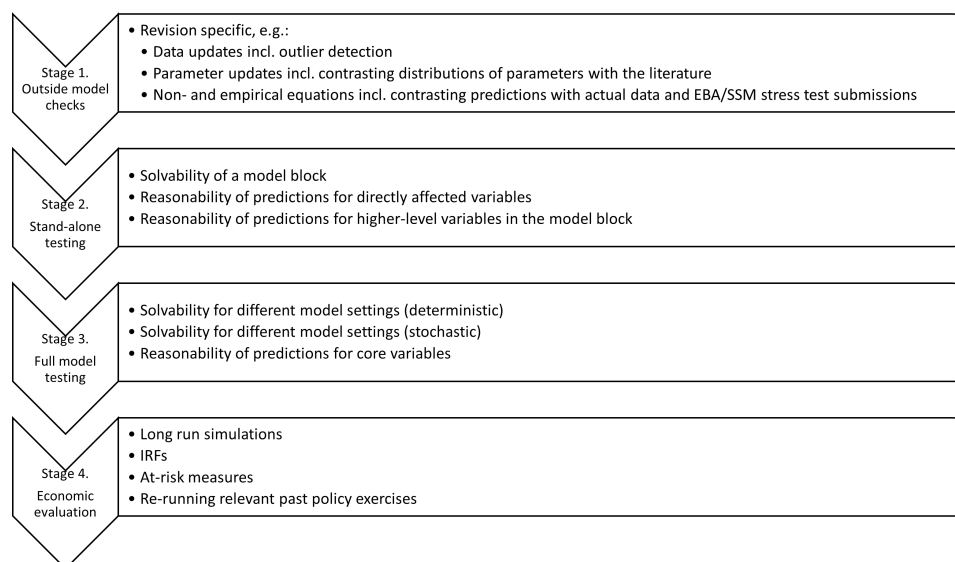 Stage 1.
Outside model
checks
• Revision specific, e.g.:
• Data updates incl. outlier detection
• Parameter updates incl. contrasting distributions of parameters with the literature
• Non- and empirical equations incl. contrasting predictions with actual data and EBA/SSM stress test submissions
Stage 2.
Stand-alone
testing
• Solvability of a model block
• Reasonability of predictions for directly affected variables
• Reasonability of predictions for higher-level variables in the model block
Stage 3.
Full model
testing
• Solvability for different model settings (deterministic)
• Solvability for different model settings (stochastic)
• Reasonability of predictions for core variables
Stage 4.
Economic
evaluation
• Long run simulations
• IRFs
• At-risk measures
• Re-running relevant past policy exercises